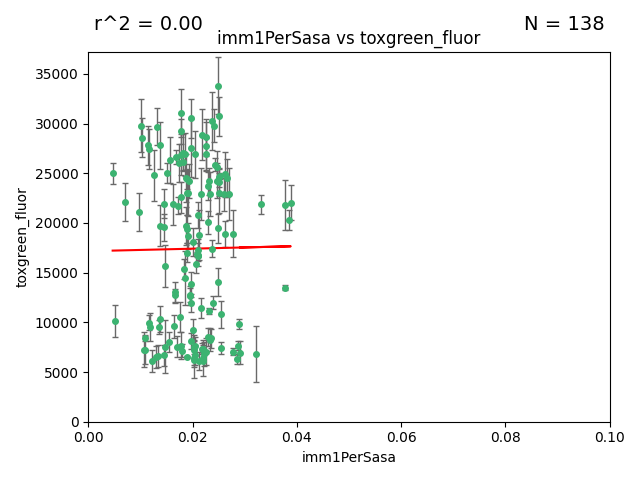 r^2 = 0.00
N = 138
imm1PerSasa vs toxgreen_fluor
35000
30000
25000
20000
15000
10000
5000
0
toxgreen_fluor
0.00
0.02
0.04
0.06
0.08
0.10
imm1PerSasa